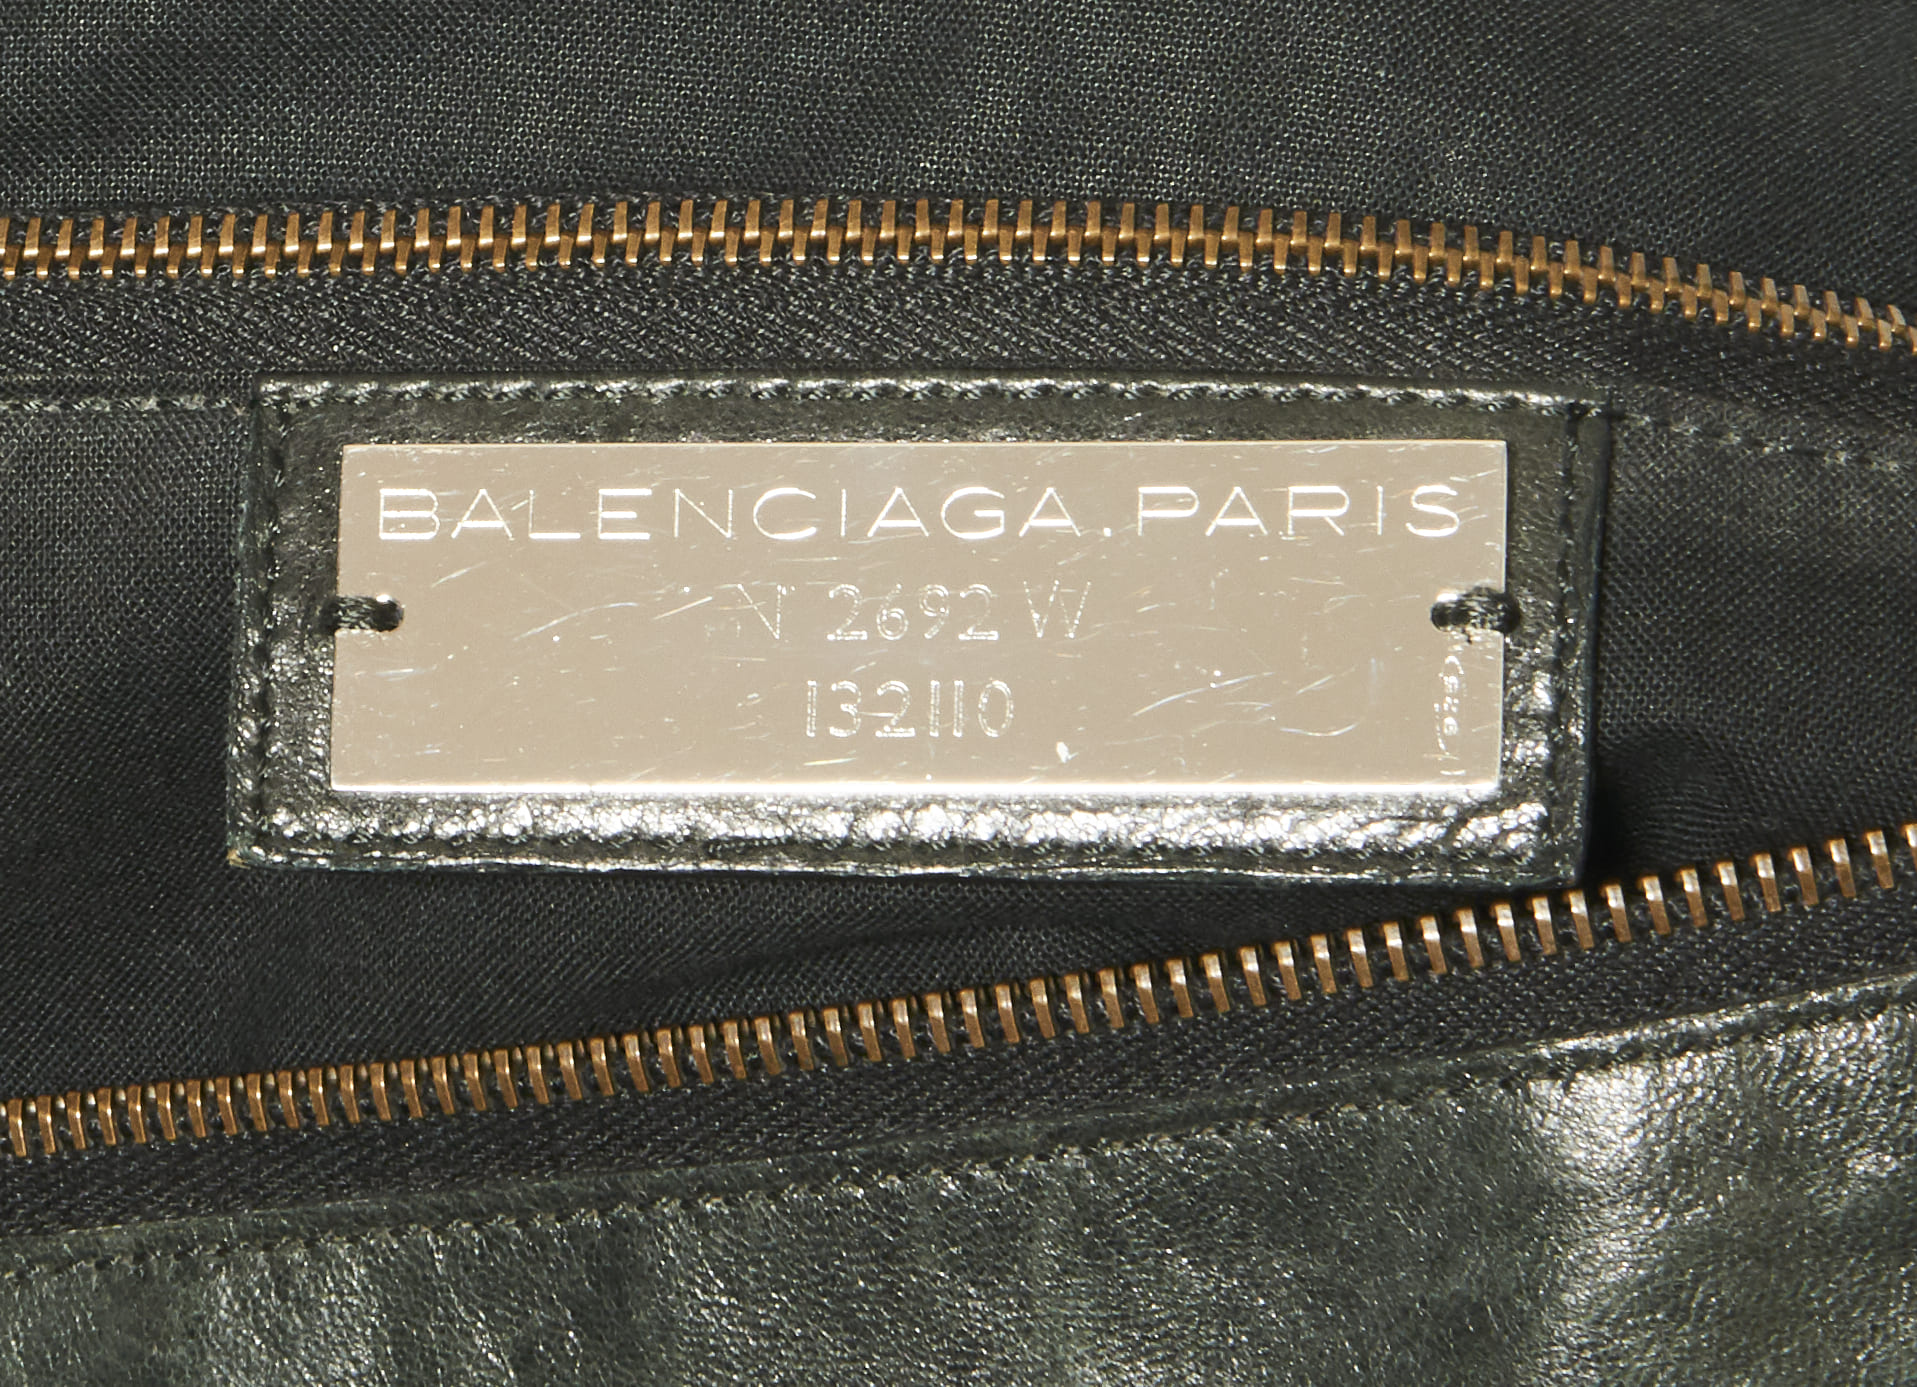 BALENCIAGA.PARIS
N° 2692 W
132110